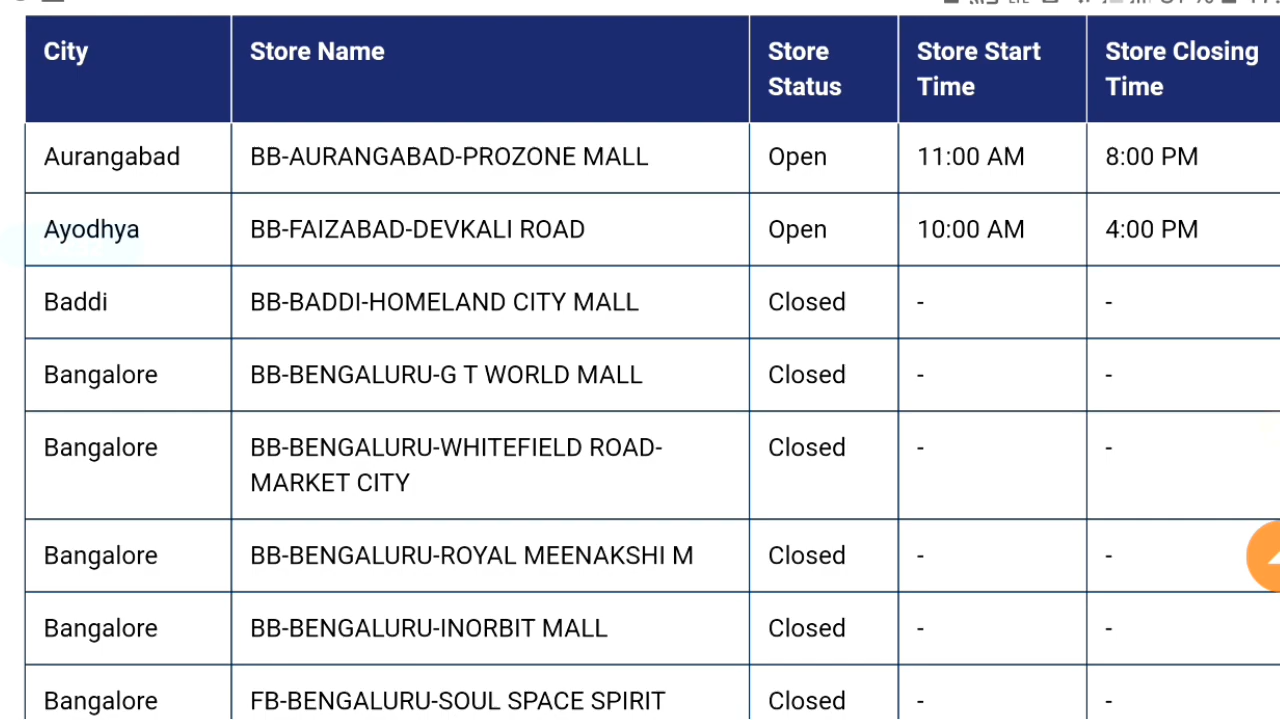 City Store Name Store Status Store Start Time Store Closing Time
Aurangabad BB-AURANGABAD-PROZONE MALL Open 11:00 AM 8:00 PM
Ayodhya BB-FAIZABAD-DEVKALI ROAD Open 10:00 AM 4:00 PM
Baddi BB-BADDI-HOMELAND CITY MALL Closed - -
Bangalore BB-BENGALURU-G T WORLD MALL Closed - -
Bangalore BB-BENGALURU-WHITEFIELD ROAD- Closed - -
MARKET CITY
Bangalore BB-BENGALURU-ROYAL MEENAKSHI M Closed - -
Bangalore BB-BENGALURU-INORBIT MALL Closed - -
Bangalore FB-BENGALURU-SOUL SPACE SPIRIT Closed - -